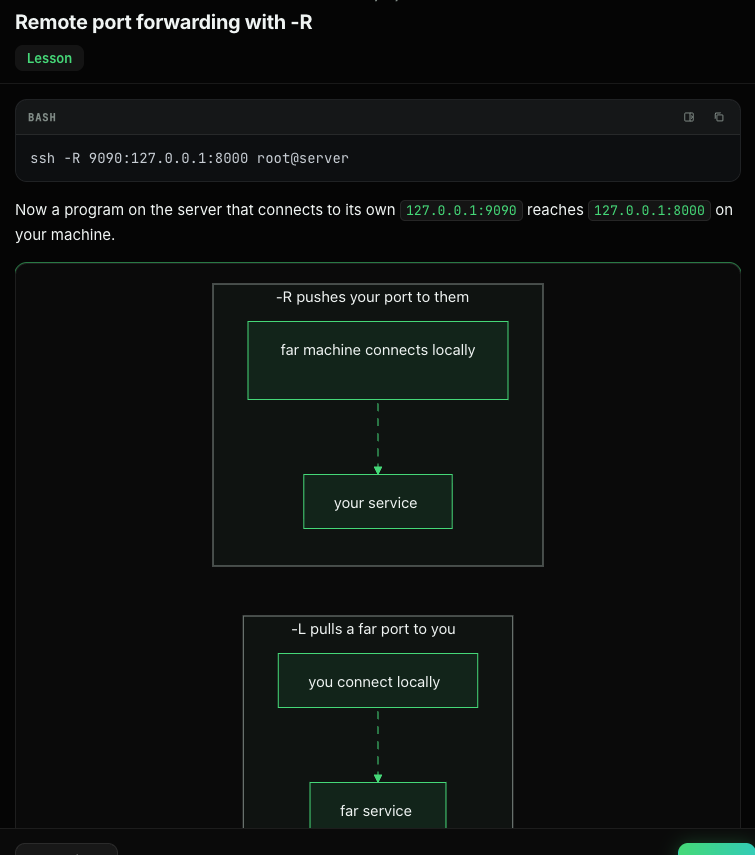 Remote port forwarding with -R
Lesson
BASH
ssh -R 9090:127.0.0.1:8000 root@server
Now a program on the server that connects to its own 127.0.0.1:9090 reaches 127.0.0.1:8000 on
your machine.
-R pushes your port to them
far machine connects locally
your service
-L pulls a far port to you
you connect locally
far service